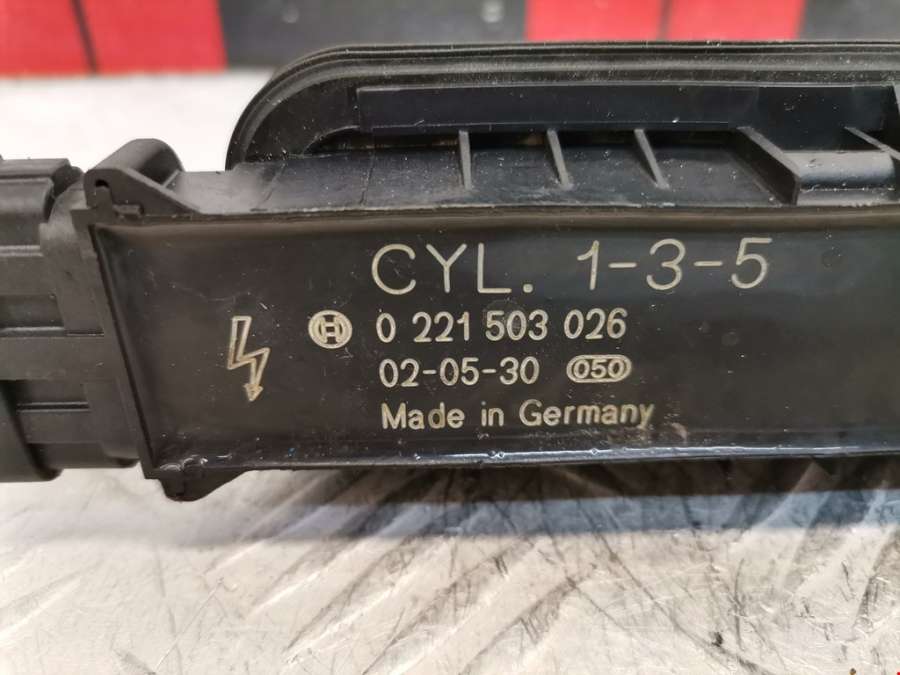 CYL. 1-3-5
0 221 503 026
02-05-30 050
Made in Germany